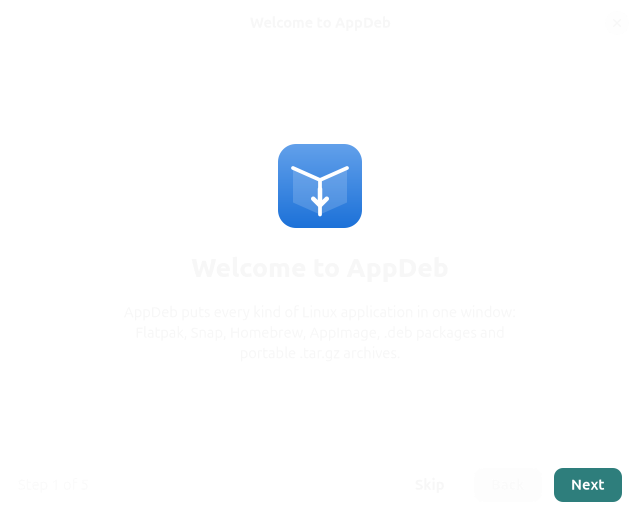 Welcome to AppDeb
Welcome to AppDeb
AppDeb puts every kind of Linux application in one window:
Flatpak, Snap, Homebrew, AppImage, .deb packages and
portable .tar.gz archives.
Step 1 of 5
Skip
Back
Next